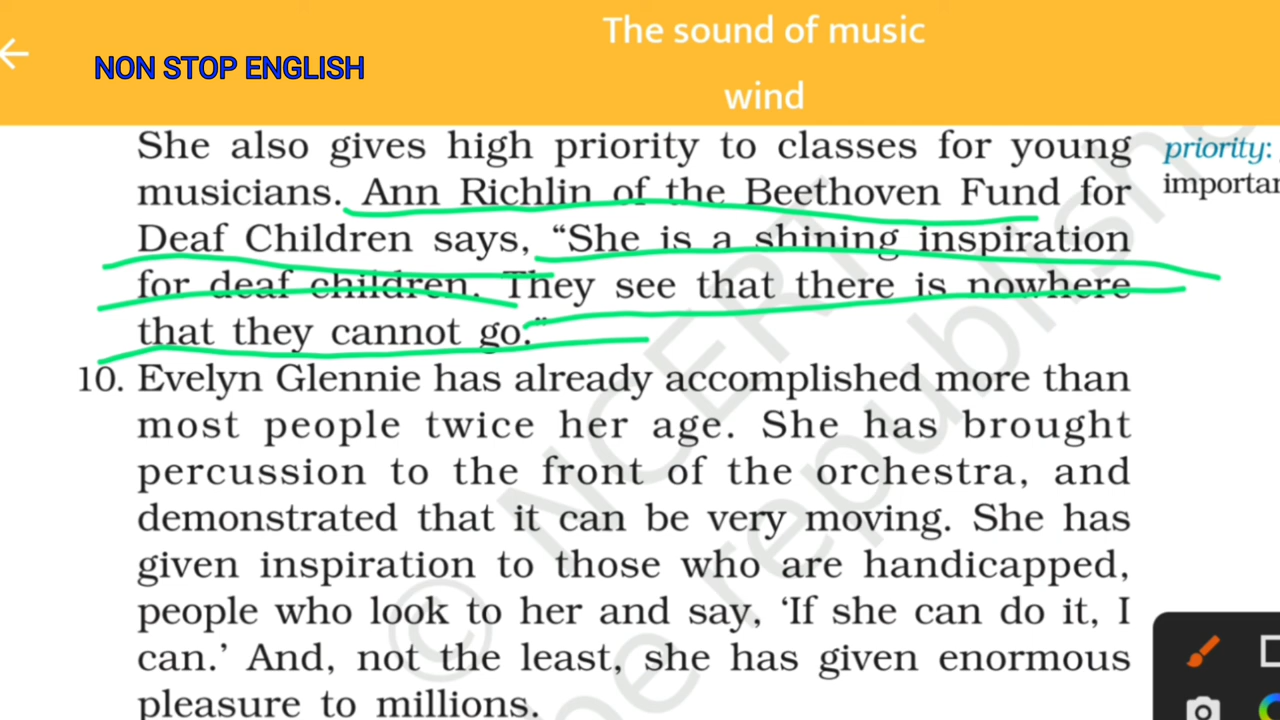 The sound of music
NON STOP ENGLISH
wind
She also gives high priority to classes for young
musicians. Ann Richlin of the Beethoven Fund for
Deaf Children says, “She is a shining inspiration
for deaf children. They see that there is nowhere
that they cannot go.”
priority:
10. Evelyn Glennie has already accomplished more than
most people twice her age. She has brought
percussion to the front of the orchestra, and
demonstrated that it can be very moving. She has
given inspiration to those who are handicapped,
people who look to her and say, ‘If she can do it, I
can.’ And, not the least, she has given enormous
pleasure to millions.
© NCERT